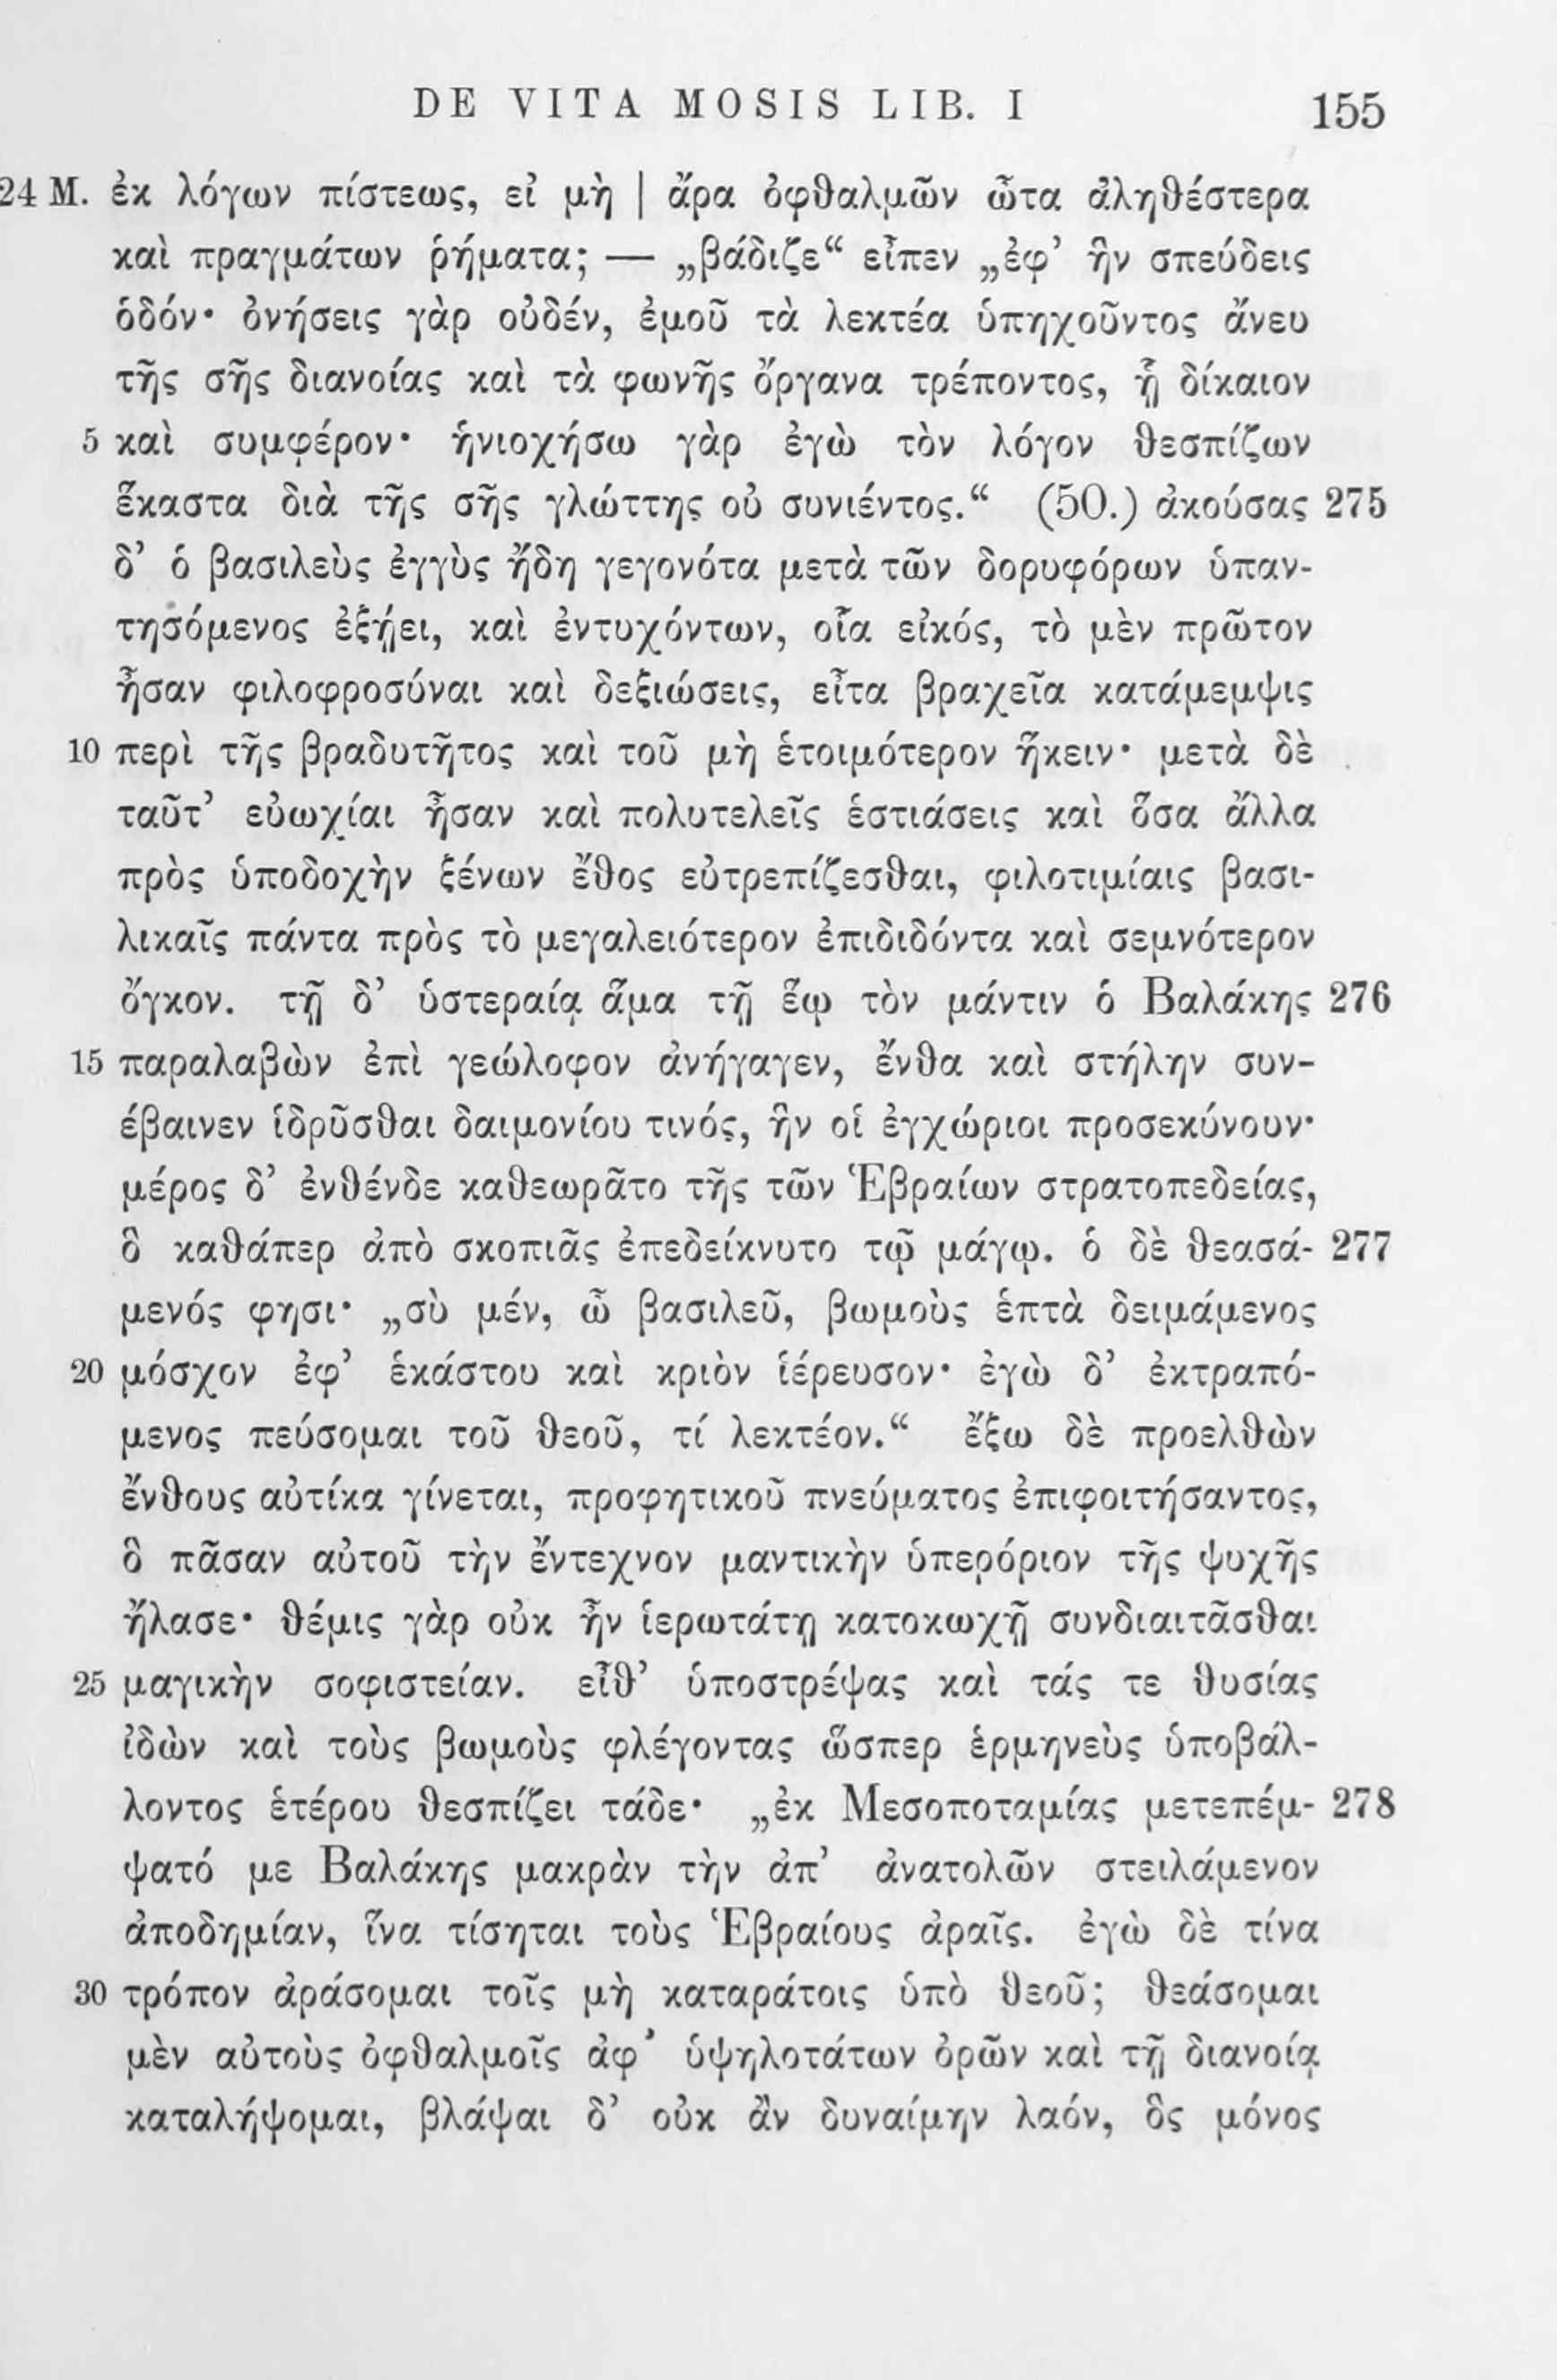 DE VITA MOSIS LIB. I 155
24 M. ἐκ λόγων πίστεως, εἰ μὴ | ἄρα ὀφθαλμῶν ὦτα ἀληθέστερα
καὶ πραγμάτων ῥήματα; — „βάδιζε“ εἶπεν „ἐφ’ ἣν σπεύδεις
ὁδόν· ὀνήσεις γὰρ οὐδέν, ἐμοῦ τὰ λεκτέα ὑπηχοῦντος ἄνευ
τῆς σῆς διανοίας καὶ τὰ φωνῆς ὄργανα τρέποντος, ᾗ δίκαιον
5 καὶ συμφέρον· ἡνιοχήσω γὰρ ἐγὼ τὸν λόγον θεσπίζων
ἕκαστα διὰ τῆς σῆς γλώττης οὐ συνιέντος.“ (50.) ἀκούσας 275
δ’ ὁ βασιλεὺς ἐγγὺς ἤδη γεγονότα μετὰ τῶν δορυφόρων ὑπαν-
τησόμενος ἐξῄει, καὶ ἐντυχόντων, οἷα εἰκός, τὸ μὲν πρῶτον
ἦσαν φιλοφροσύναι καὶ δεξιώσεις, εἶτα βραχεῖα κατάμεμψις
10 περὶ τῆς βραδυτῆτος καὶ τοῦ μὴ ἑτοιμότερον ἥκειν· μετὰ δὲ
ταῦτ’ εὐωχίαι ἦσαν καὶ πολυτελεῖς ἑστιάσεις καὶ ὅσα ἄλλα
πρὸς ὑποδοχὴν ξένων ἔθος εὐτρεπίζεσθαι, φιλοτιμίαις βασι-
λικαῖς πάντα πρὸς τὸ μεγαλειότερον ἐπιδιδόντα καὶ σεμνότερον
ὄγκον. τῇ δ’ ὑστεραίᾳ ἅμα τῇ ἕῳ τὸν μάντιν ὁ Βαλάκης 276
15 παραλαβὼν ἐπὶ γεώλοφον ἀνήγαγεν, ἔνθα καὶ στήλην συν-
έβαινεν ἱδρῦσθαι δαιμονίου τινός, ἣν οἱ ἐγχώριοι προσεκύνουν·
μέρος δ’ ἐνθένδε καθεωρᾶτο τῆς τῶν Ἑβραίων στρατοπεδείας,
ὃ καθάπερ ἀπὸ σκοπιᾶς ἐπεδείκνυτο τῷ μάγῳ. ὁ δὲ θεασά- 277
μενός φησι· „σὺ μέν, ὦ βασιλεῦ, βωμοὺς ἑπτὰ δειμάμενος
20 μόσχον ἐφ’ ἑκάστου καὶ κριὸν ἱέρευσον· ἐγὼ δ’ ἐκτραπό-
μενος πεύσομαι τοῦ θεοῦ, τί λεκτέον.“ ἔξω δὲ προελθὼν
ἔνθους αὐτίκα γίνεται, προφητικοῦ πνεύματος ἐπιφοιτήσαντος,
ὃ πᾶσαν αὐτοῦ τὴν ἔντεχνον μαντικὴν ὑπερόριον τῆς ψυχῆς
ἤλασε· θέμις γὰρ οὐκ ἦν ἱερωτάτῃ κατοκωχῇ συνδιαιτᾶσθαι
25 μαγικὴν σοφιστείαν. εἶθ’ ὑποστρέψας καὶ τάς τε θυσίας
ἰδὼν καὶ τοὺς βωμοὺς φλέγοντας ὥσπερ ἑρμηνεὺς ὑποβάλ-
λοντος ἑτέρου θεσπίζει τάδε· „ἐκ Μεσοποταμίας μετεπέμ- 278
ψατό με Βαλάκης μακρὰν τὴν ἀπ’ ἀνατολῶν στειλάμενον
ἀποδημίαν, ἵνα τίσηται τοὺς Ἑβραίους ἀραῖς. ἐγὼ δὲ τίνα
30 τρόπον ἀράσομαι τοῖς μὴ καταράτοις ὑπὸ θεοῦ; θεάσομαι
μὲν αὐτοὺς ὀφθαλμοῖς ἀφ’ ὑψηλοτάτων ὀρῶν καὶ τῇ διανοίᾳ
καταλήψομαι, βλάψαι δ’ οὐκ ἂν δυναίμην λαόν, ὃς μόνος